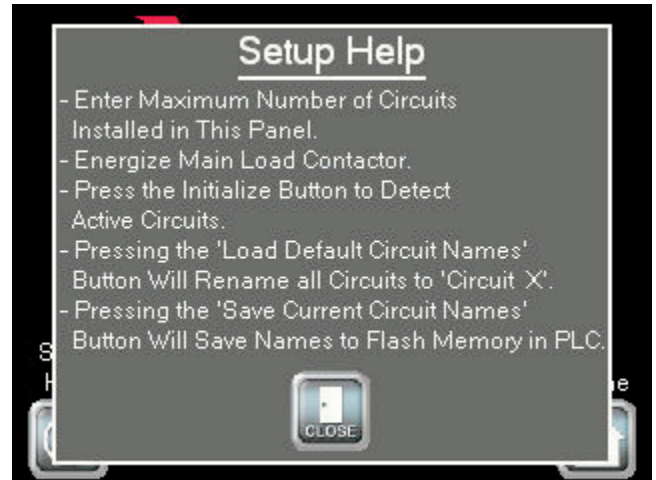 Setup Help
- Enter Maximum Number of Circuits
Installed in This Panel.
- Energize Main Load Contactor.
- Press the Initialize Button to Detect
Active Circuits.
- Pressing the 'Load Default Circuit Names'
Button Will Rename all Circuits to 'Circuit X'.
- Pressing the 'Save Current Circuit Names'
Button Will Save Names to Flash Memory in PLC.
CLOSE